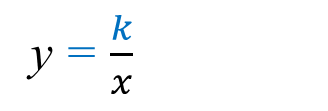 y = k/x